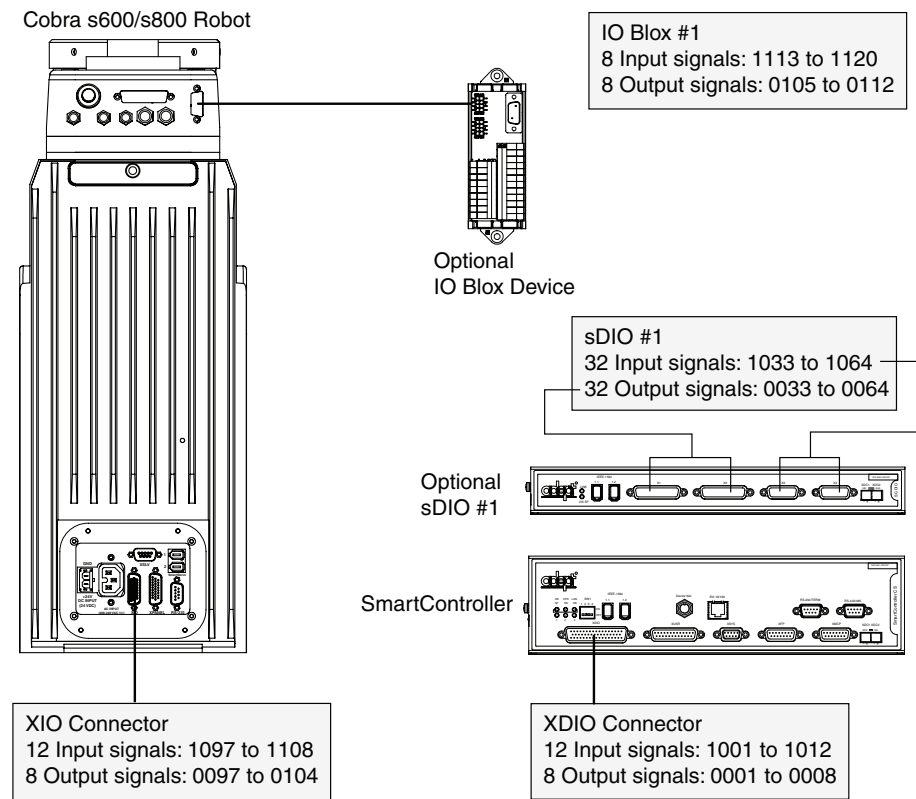 Cobra s600/s800 Robot
IO Blox #1
8 Input signals: 1113 to 1120
8 Output signals: 0105 to 0112
Optional
IO Blox Device
sDIO #1
32 Input signals: 1033 to 1064
32 Output signals: 0033 to 0064
Optional
sDIO #1
SmartController
XIO Connector
12 Input signals: 1097 to 1108
8 Output signals: 0097 to 0104
XDIO Connector
12 Input signals: 1001 to 1012
8 Output signals: 0001 to 0008